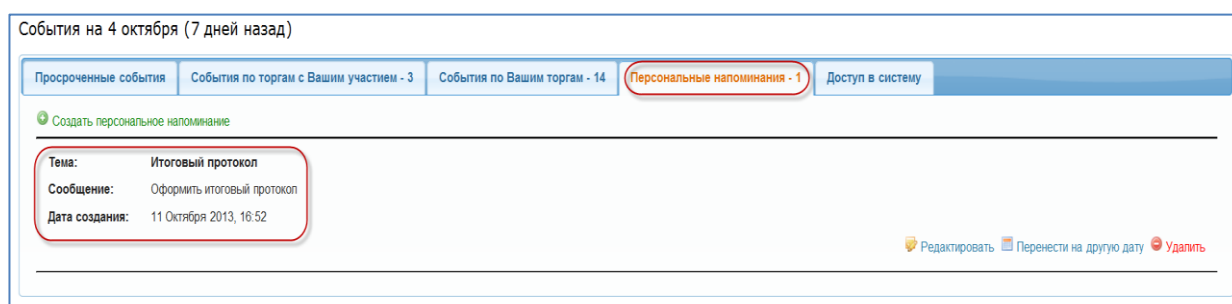 События на 4 октября (7 дней назад)
Просроченные события События по торгам с Вашим участием - 3 События по Вашим торгам - 14 Персональные напоминания - 1 Доступ в систему
Создать персональное напоминание
Тема: Итоговый протокол
Сообщение: Оформить итоговый протокол
Дата создания: 11 Октября 2013, 16:52
Редактировать Перенести на другую дату Удалить